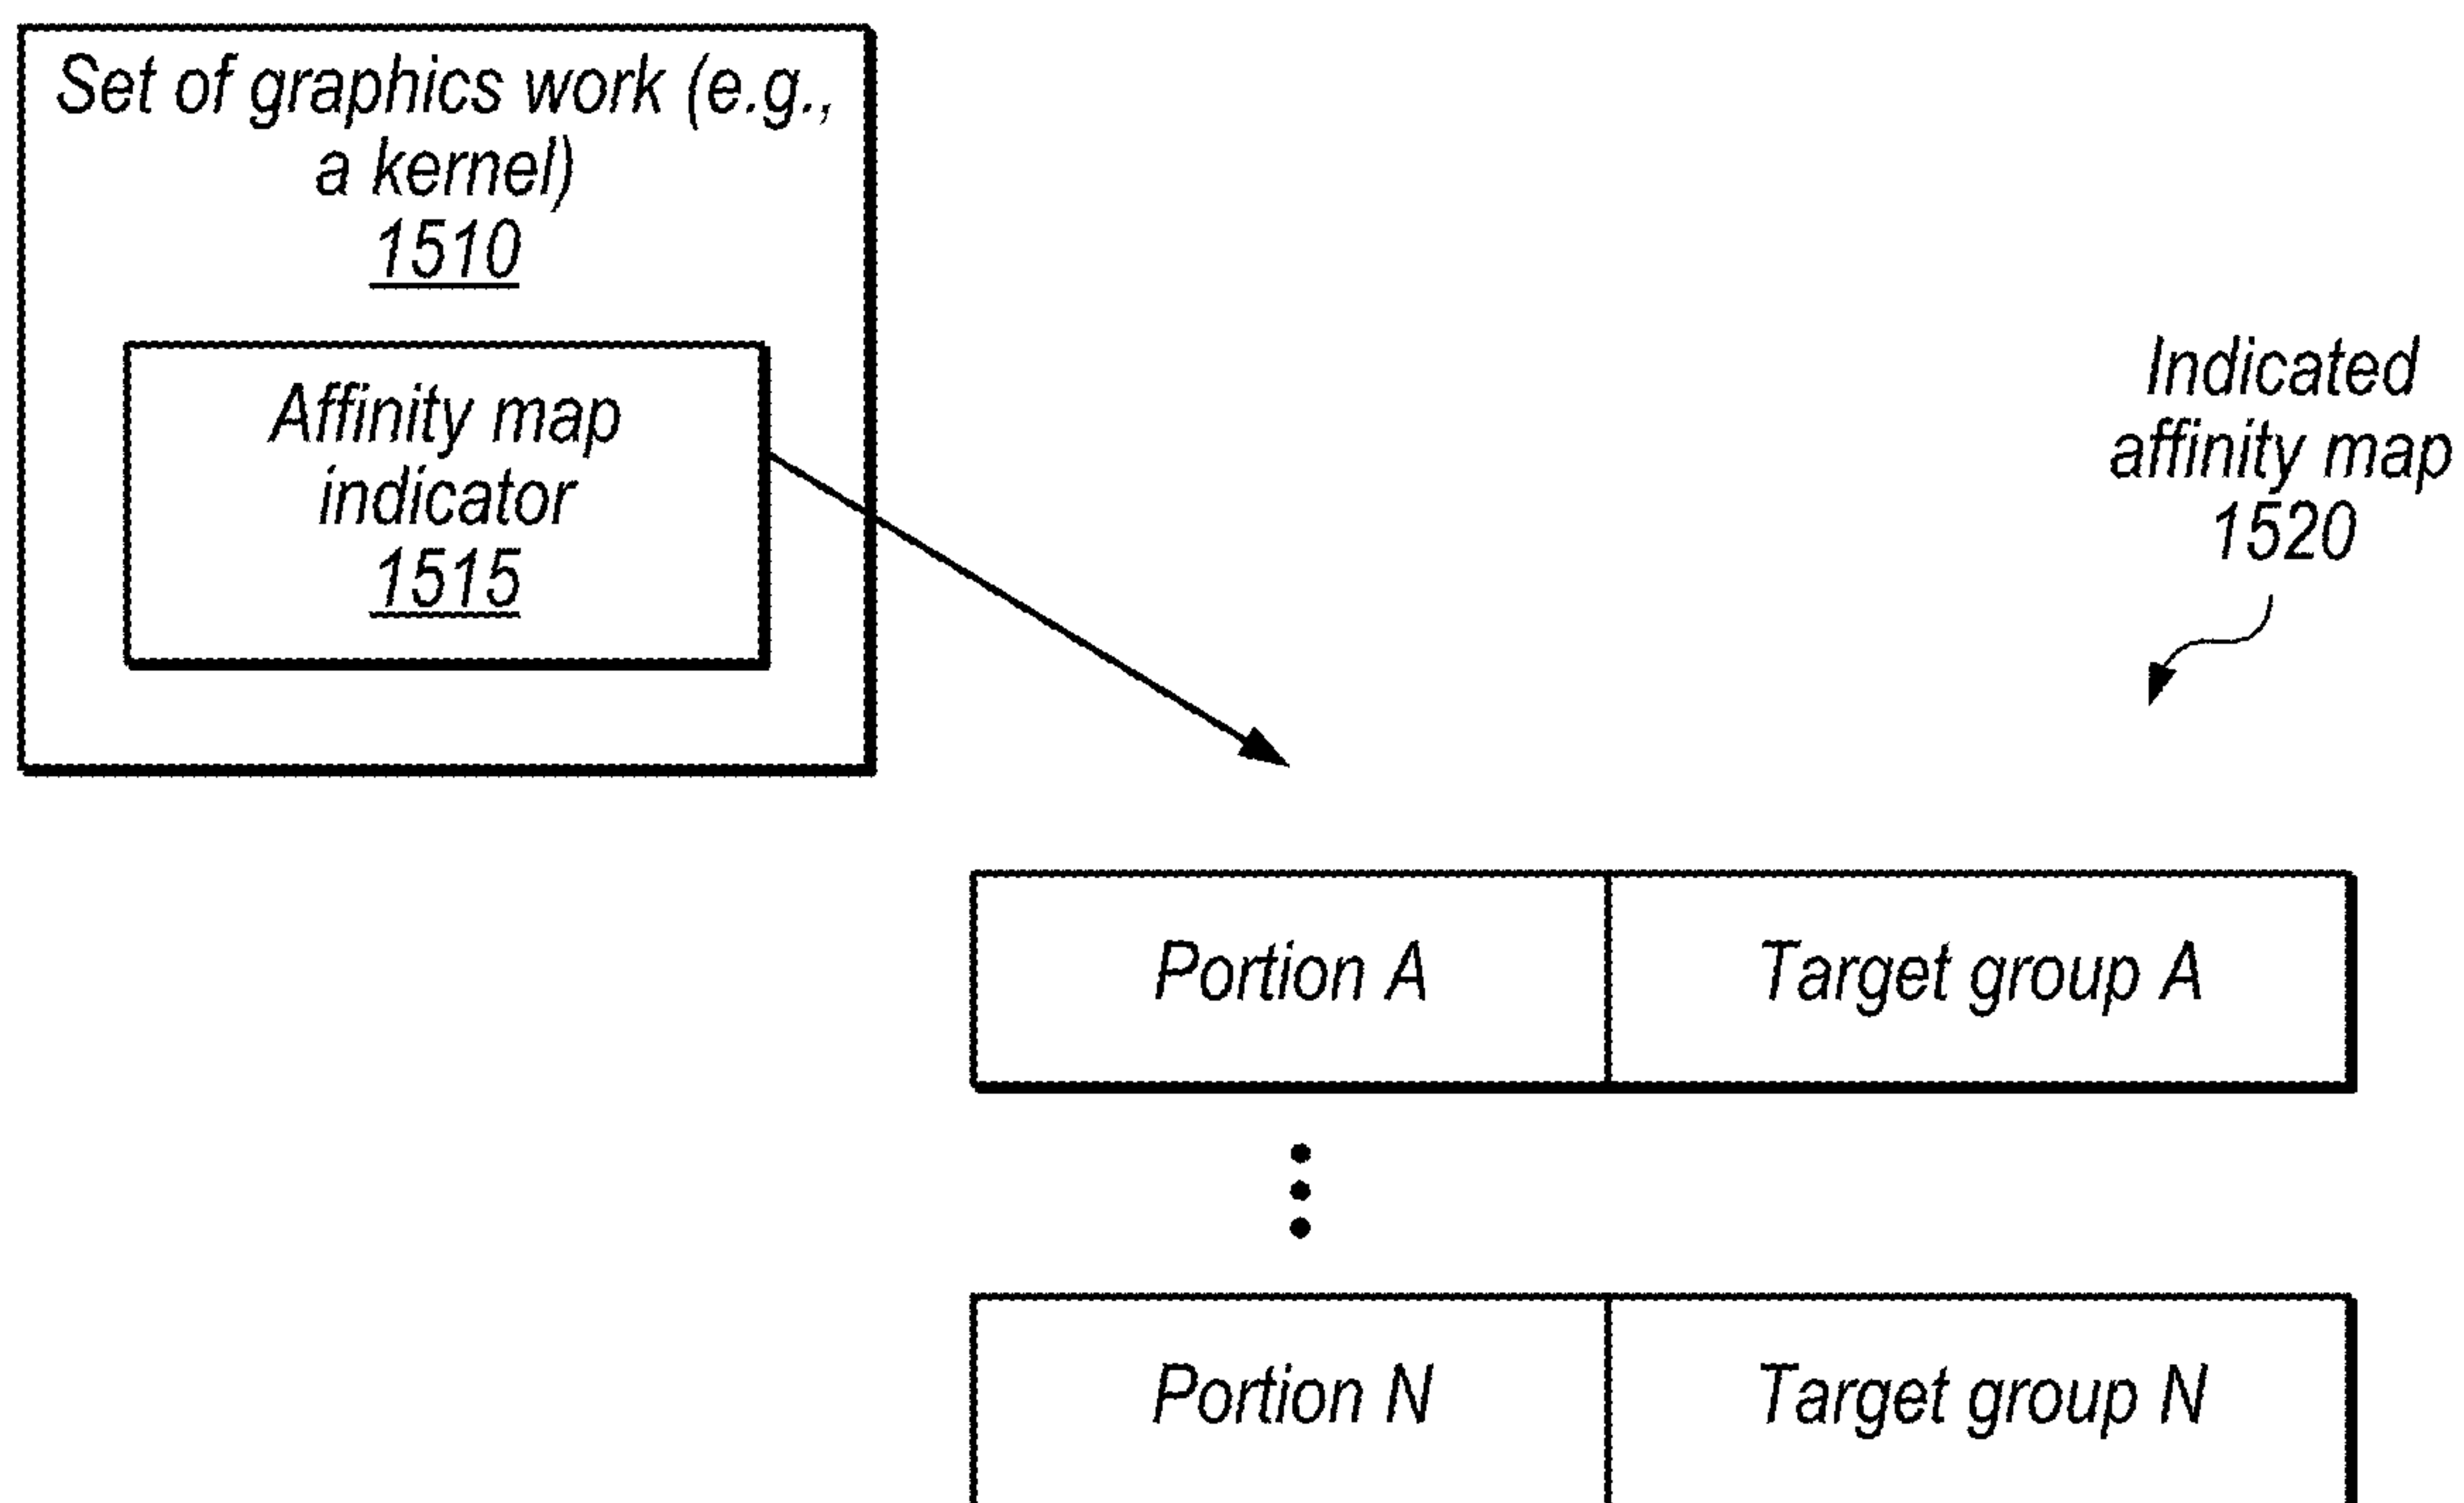 Set of graphics work (e.g.,
a kernel)
1510
Affinity map
indicator
1515
Indicated
affinity map
1520
Portion A
Target group A
Portion N
Target group N